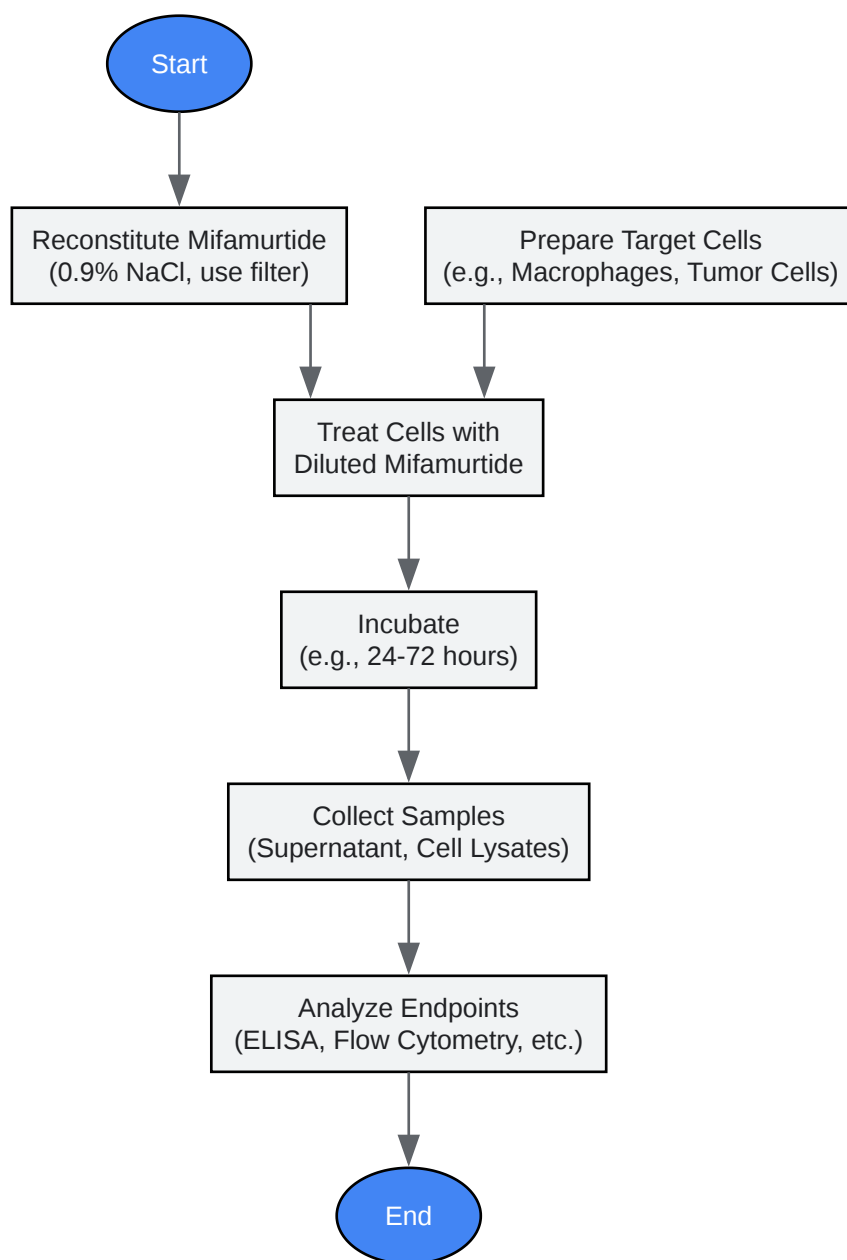 Start
Reconstitute Mifamurtide
(0.9% NaCl, use filter)
Prepare Target Cells
(e.g., Macrophages, Tumor Cells)
Treat Cells with
Diluted Mifamurtide
Incubate
(e.g., 24-72 hours)
Collect Samples
(Supernatant, Cell Lysates)
Analyze Endpoints
(ELISA, Flow Cytometry, etc.)
End